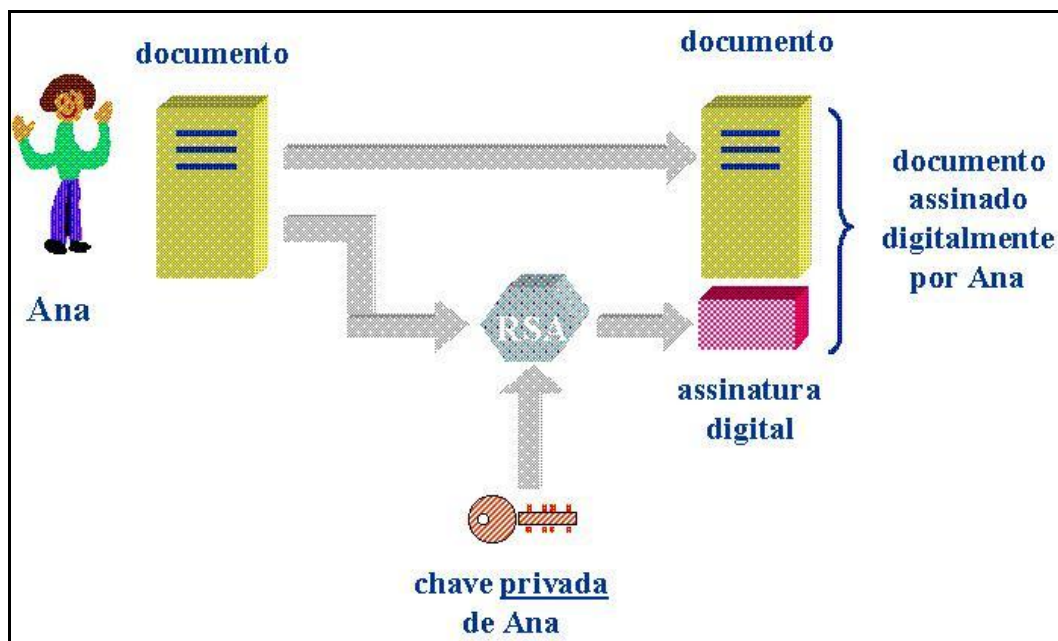 documento
documento
Ana
RSA
documento
assinado
digitalmente
por Ana
assinatura
digital
chave privada
de Ana